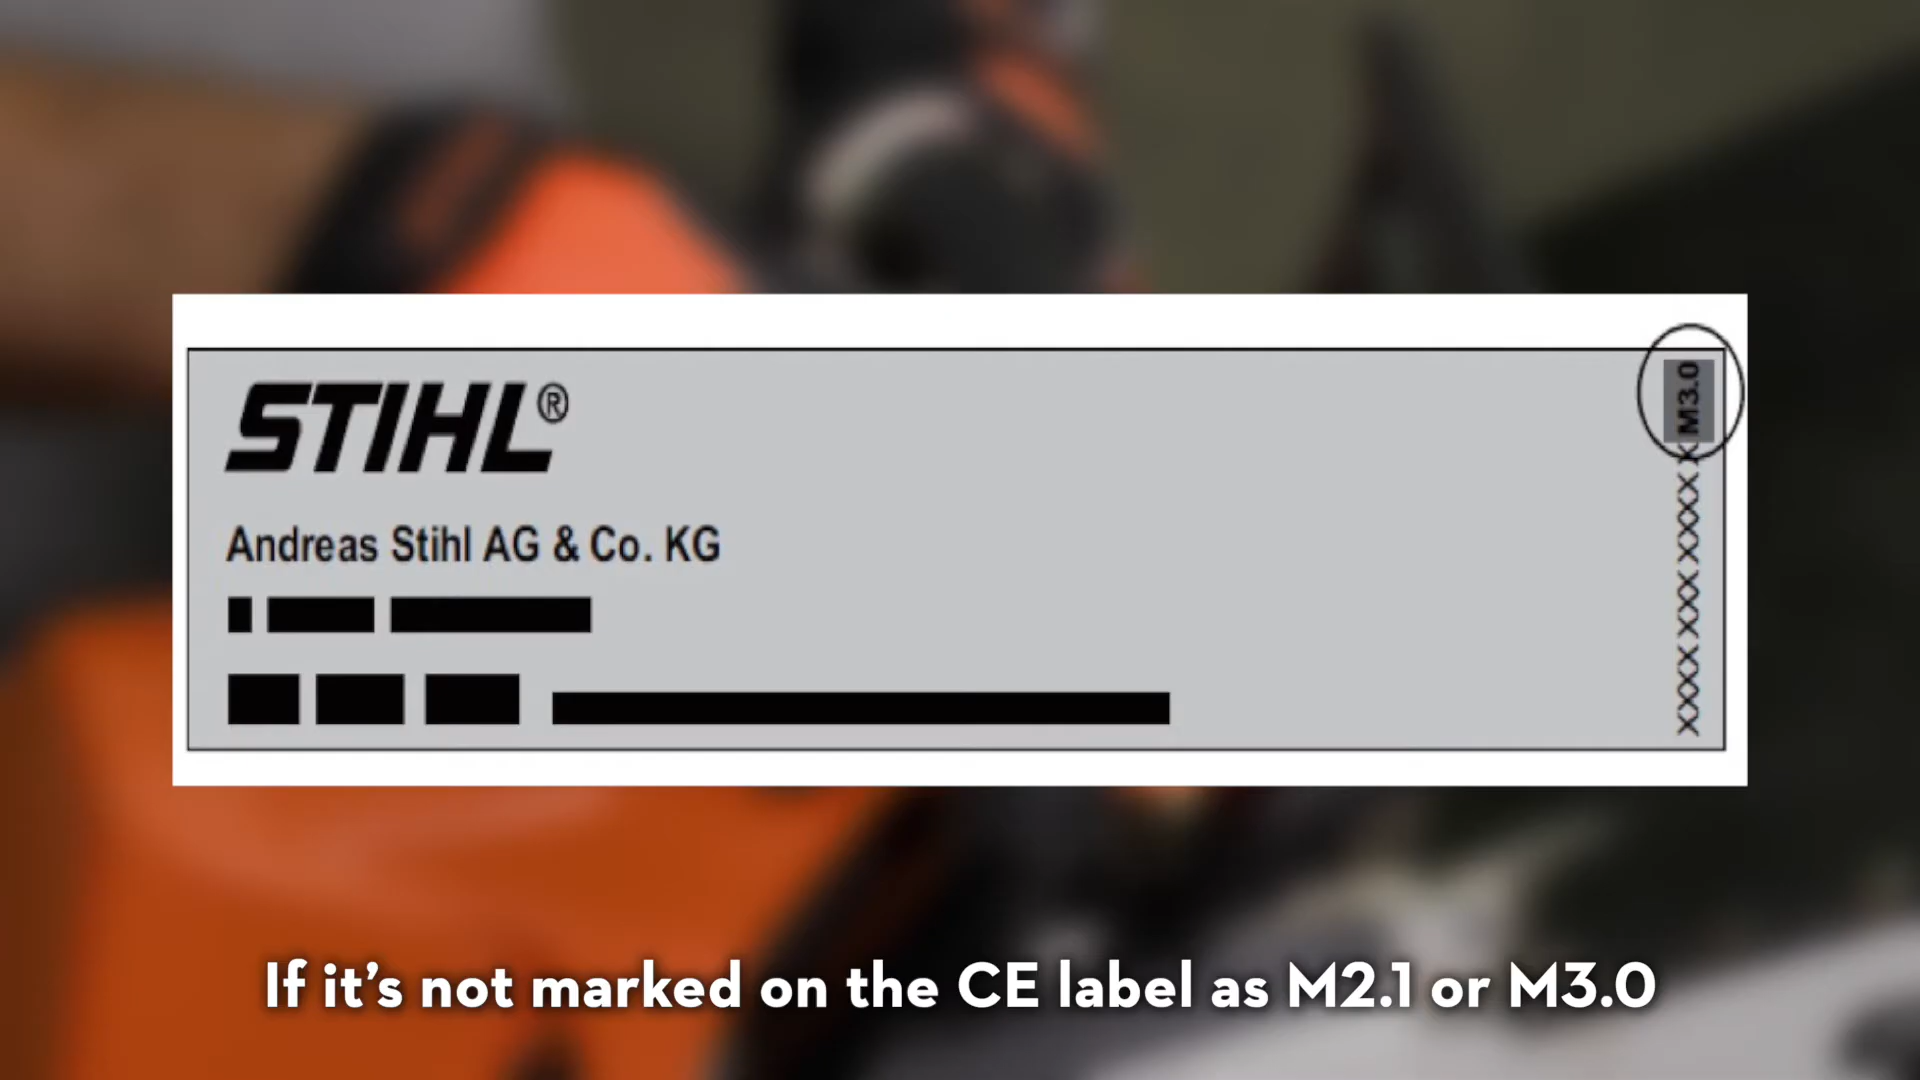 STIHL®
Andreas Stihl AG & Co. KG
XXXXXXXXXX M3.0
If it's not marked on the CE label as M2.1 or M3.0